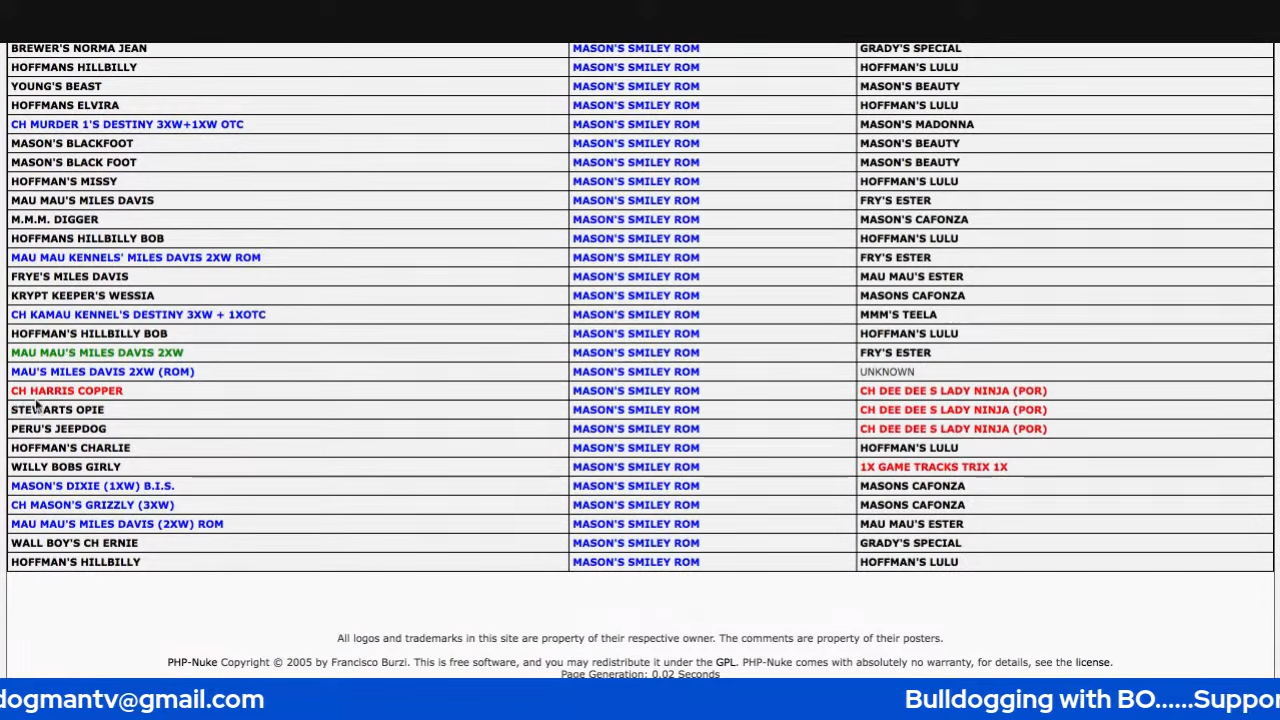 BREWER'S NORMA JEAN MASON'S SMILEY ROM GRADY'S SPECIAL
HOFFMANS HILLBILLY MASON'S SMILEY ROM HOFFMAN'S LULU
YOUNG'S BEAST MASON'S SMILEY ROM MASON'S BEAUTY
HOFFMANS ELVIRA MASON'S SMILEY ROM HOFFMAN'S LULU
CH MURDER 1'S DESTINY 3XW+1XW OTC MASON'S SMILEY ROM MASON'S MADONNA
MASON'S BLACKFOOT MASON'S SMILEY ROM MASON'S BEAUTY
MASON'S BLACK FOOT MASON'S SMILEY ROM MASON'S BEAUTY
HOFFMAN'S MISSY MASON'S SMILEY ROM HOFFMAN'S LULU
MAU MAU'S MILES DAVIS MASON'S SMILEY ROM FRY'S ESTER
M.M.M. DIGGER MASON'S SMILEY ROM MASON'S CAFONZA
HOFFMANS HILLBILLY BOB MASON'S SMILEY ROM HOFFMAN'S LULU
MAU MAU KENNELS' MILES DAVIS 2XW ROM MASON'S SMILEY ROM FRY'S ESTER
FRYE'S MILES DAVIS MASON'S SMILEY ROM MAU MAU'S ESTER
KRYPT KEEPER'S WESSIA MASON'S SMILEY ROM MASONS CAFONZA
CH KAMAU KENNEL'S DESTINY 3XW + 1XOTC MASON'S SMILEY ROM MMM'S TEELA
HOFFMAN'S HILLBILLY BOB MASON'S SMILEY ROM HOFFMAN'S LULU
MAU MAU'S MILES DAVIS 2XW MASON'S SMILEY ROM FRY'S ESTER
MAU'S MILES DAVIS 2XW (ROM) MASON'S SMILEY ROM UNKNOWN
CH HARRIS COPPER MASON'S SMILEY ROM CH DEE DEE S LADY NINJA (POR)
STEWARTS OPIE MASON'S SMILEY ROM CH DEE DEE S LADY NINJA (POR)
PERU'S JEEPDOG MASON'S SMILEY ROM CH DEE DEE S LADY NINJA (POR)
HOFFMAN'S CHARLIE MASON'S SMILEY ROM HOFFMAN'S LULU
WILLY BOBS GIRLY MASON'S SMILEY ROM 1X GAME TRACKS TRIX 1X
MASON'S DIXIE (1XW) B.I.S. MASON'S SMILEY ROM MASONS CAFONZA
CH MASON'S GRIZZLY (3XW) MASON'S SMILEY ROM MASONS CAFONZA
MAU MAU'S MILES DAVIS (2XW) ROM MASON'S SMILEY ROM MAU MAU'S ESTER
WALL BOY'S CH ERNIE MASON'S SMILEY ROM GRADY'S SPECIAL
HOFFMAN'S HILLBILLY MASON'S SMILEY ROM HOFFMAN'S LULU
All logos and trademarks in this site are property of their respective owner. The comments are property of their posters.
PHP-Nuke Copyright © 2005 by Francisco Burzi. This is free software, and you may redistribute it under the GPL. PHP-Nuke comes with absolutely no warranty, for details, see the license.
Page Generation: 0.02 Seconds
dogmantv@gmail.com Bulldogging with BO......Suppor